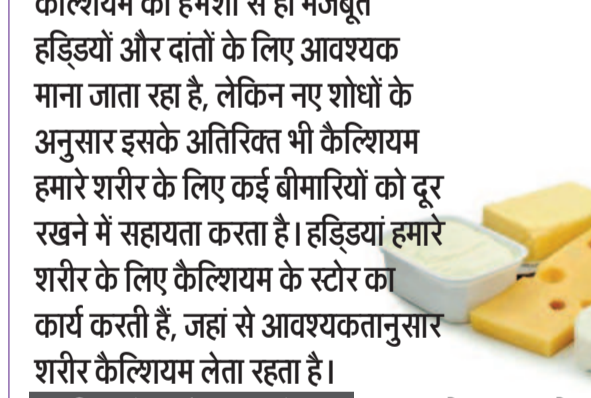 कैल्शियम को हमेशा से ही मजबूत
हड्डियों और दांतों के लिए आवश्यक
माना जाता रहा है, लेकिन नए शोधों के
अनुसार इसके अतिरिक्त भी कैल्शियम
हमारे शरीर के लिए कई बीमारियों को दूर
रखने में सहायता करता है। हड्डियां हमारे
शरीर के लिए कैल्शियम के स्टोर का
कार्य करती हैं, जहां से आवश्यकतानुसार
शरीर कैल्शियम लेता रहता है।